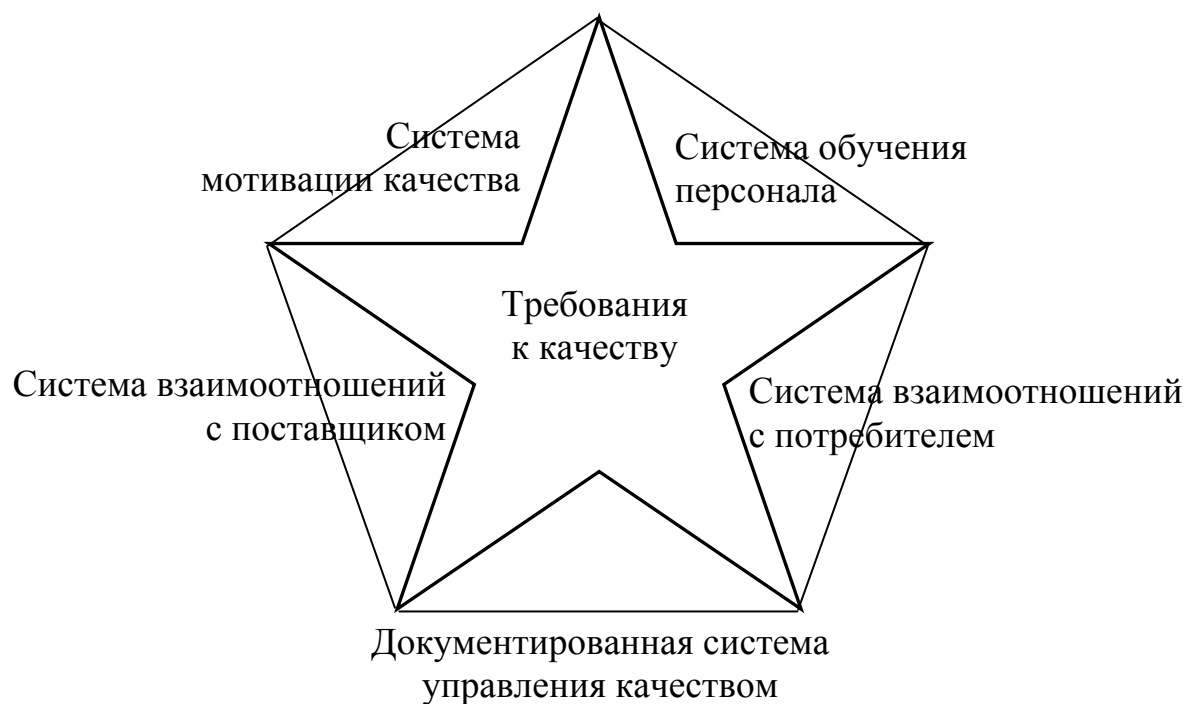 Система
мотивации качества
Система обучения
персонала
Требования
к качеству
Система взаимоотношений
с поставщиком
Система взаимоотношений
с потребителем
Документированная система
управления качеством